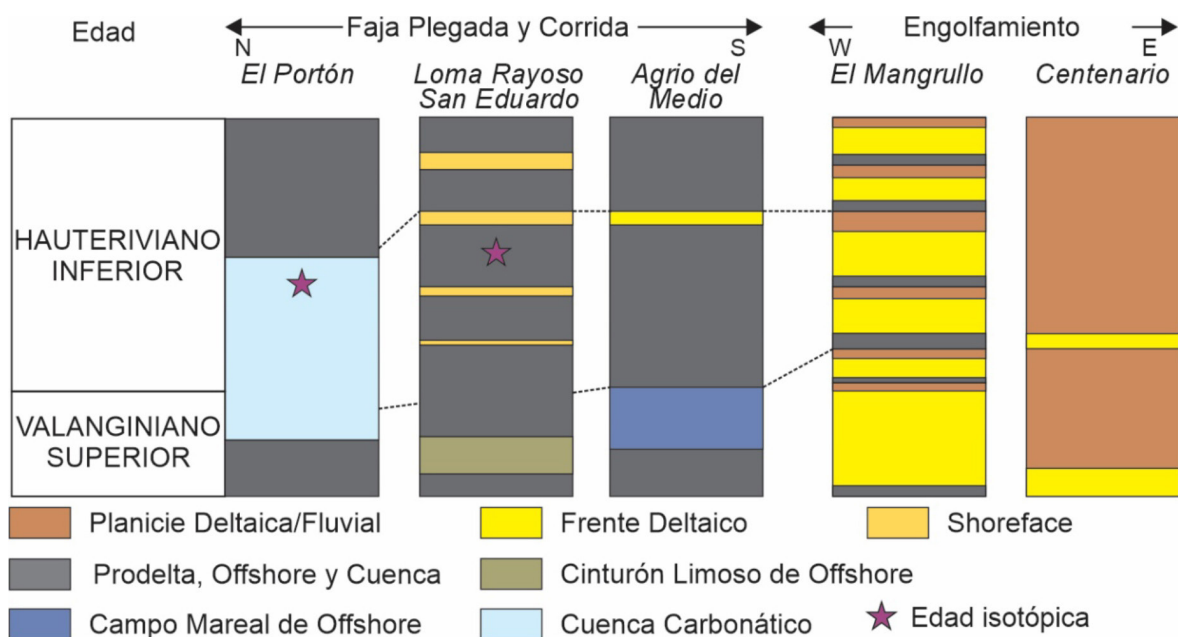 Edad
Faja Plegada y Corrida
N
S
Engolfamiento
W
E
El Portón
Loma Rayoso
San Eduardo
Agrio del
Medio
El Mangrullo
Centenario
HAUTERIVIANO
INFERIOR
VALANGINIANO
SUPERIOR
Planicie Deltaica/Fluvial
Frente Deltaico
Shoreface
Prodelta, Offshore y Cuenca
Cinturón Limoso de Offshore
Campo Mareal de Offshore
Cuenca Carbonático
Edad isotópica